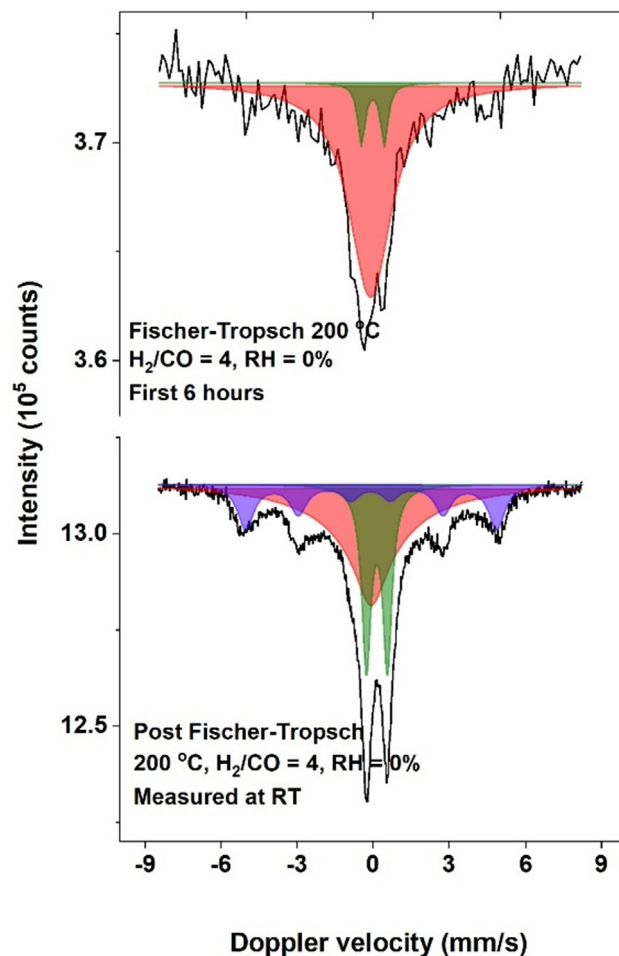 3.7
3.6
Fischer-Tropsch 200 °C
H₂/CO = 4, RH = 0%
First 6 hours
Intensity (10⁵ counts)
13.0
12.5
Post Fischer-Tropsch
200 °C, H₂/CO = 4, RH = 0%
Measured at RT
-9 -6 -3 0 3 6 9
Doppler velocity (mm/s)